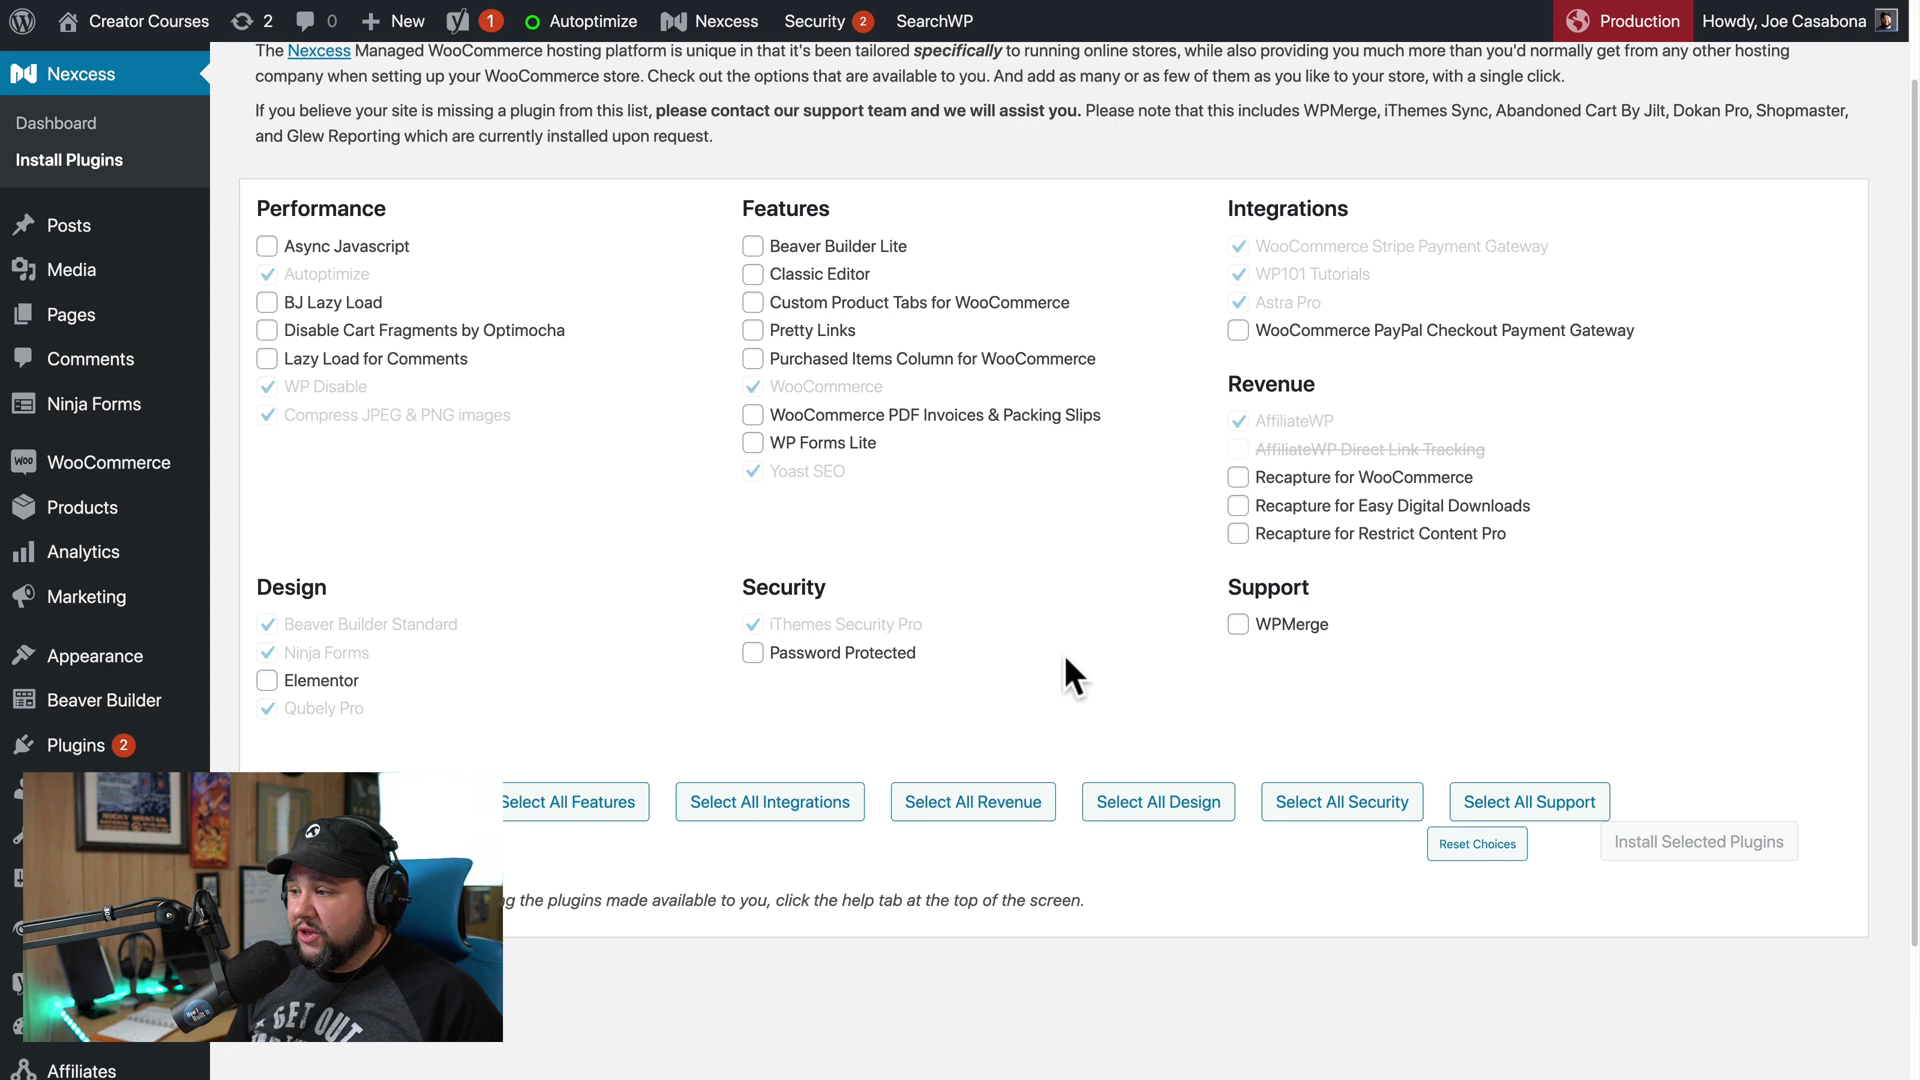 Creator Courses 2 0 New 1 Autoptimize Nexcess Security 2 SearchWP Production Howdy, Joe Casabona
The Nexcess Managed WooCommerce hosting platform is unique in that it's been tailored specifically to running online stores, while also providing you much more than you'd normally get from any other hosting
company when setting up your WooCommerce store. Check out the options that are available to you. And add as many or as few of them as you like to your store, with a single click.
If you believe your site is missing a plugin from this list, please contact our support team and we will assist you. Please note that this includes WPMerge, iThemes Sync, Abandoned Cart By Jilt, Dokan Pro, Shopmaster,
and Glew Reporting which are currently installed upon request.
Nexcess
Dashboard
Install Plugins
Posts
Media
Pages
Comments
Ninja Forms
WOO WooCommerce
Products
Analytics
Marketing
Appearance
Beaver Builder
Plugins 2
Affiliates
Performance
Async Javascript
Autoptimize
BJ Lazy Load
Disable Cart Fragments by Optimocha
Lazy Load for Comments
WP Disable
Compress JPEG & PNG images
Features
Beaver Builder Lite
Classic Editor
Custom Product Tabs for WooCommerce
Pretty Links
Purchased Items Column for WooCommerce
WooCommerce
WooCommerce PDF Invoices & Packing Slips
WP Forms Lite
Yoast SEO
Integrations
WooCommerce Stripe Payment Gateway
WP101 Tutorials
Astra Pro
WooCommerce PayPal Checkout Payment Gateway
Revenue
AffiliateWP
AffiliateWP Direct Link Tracking
Recapture for WooCommerce
Recapture for Easy Digital Downloads
Recapture for Restrict Content Pro
Design
Beaver Builder Standard
Ninja Forms
Elementor
Qubely Pro
Security
iThemes Security Pro
Password Protected
Support
WPMerge
Select All Features Select All Integrations Select All Revenue Select All Design Select All Security Select All Support
Reset Choices Install Selected Plugins
g the plugins made available to you, click the help tab at the top of the screen.
GET OUT